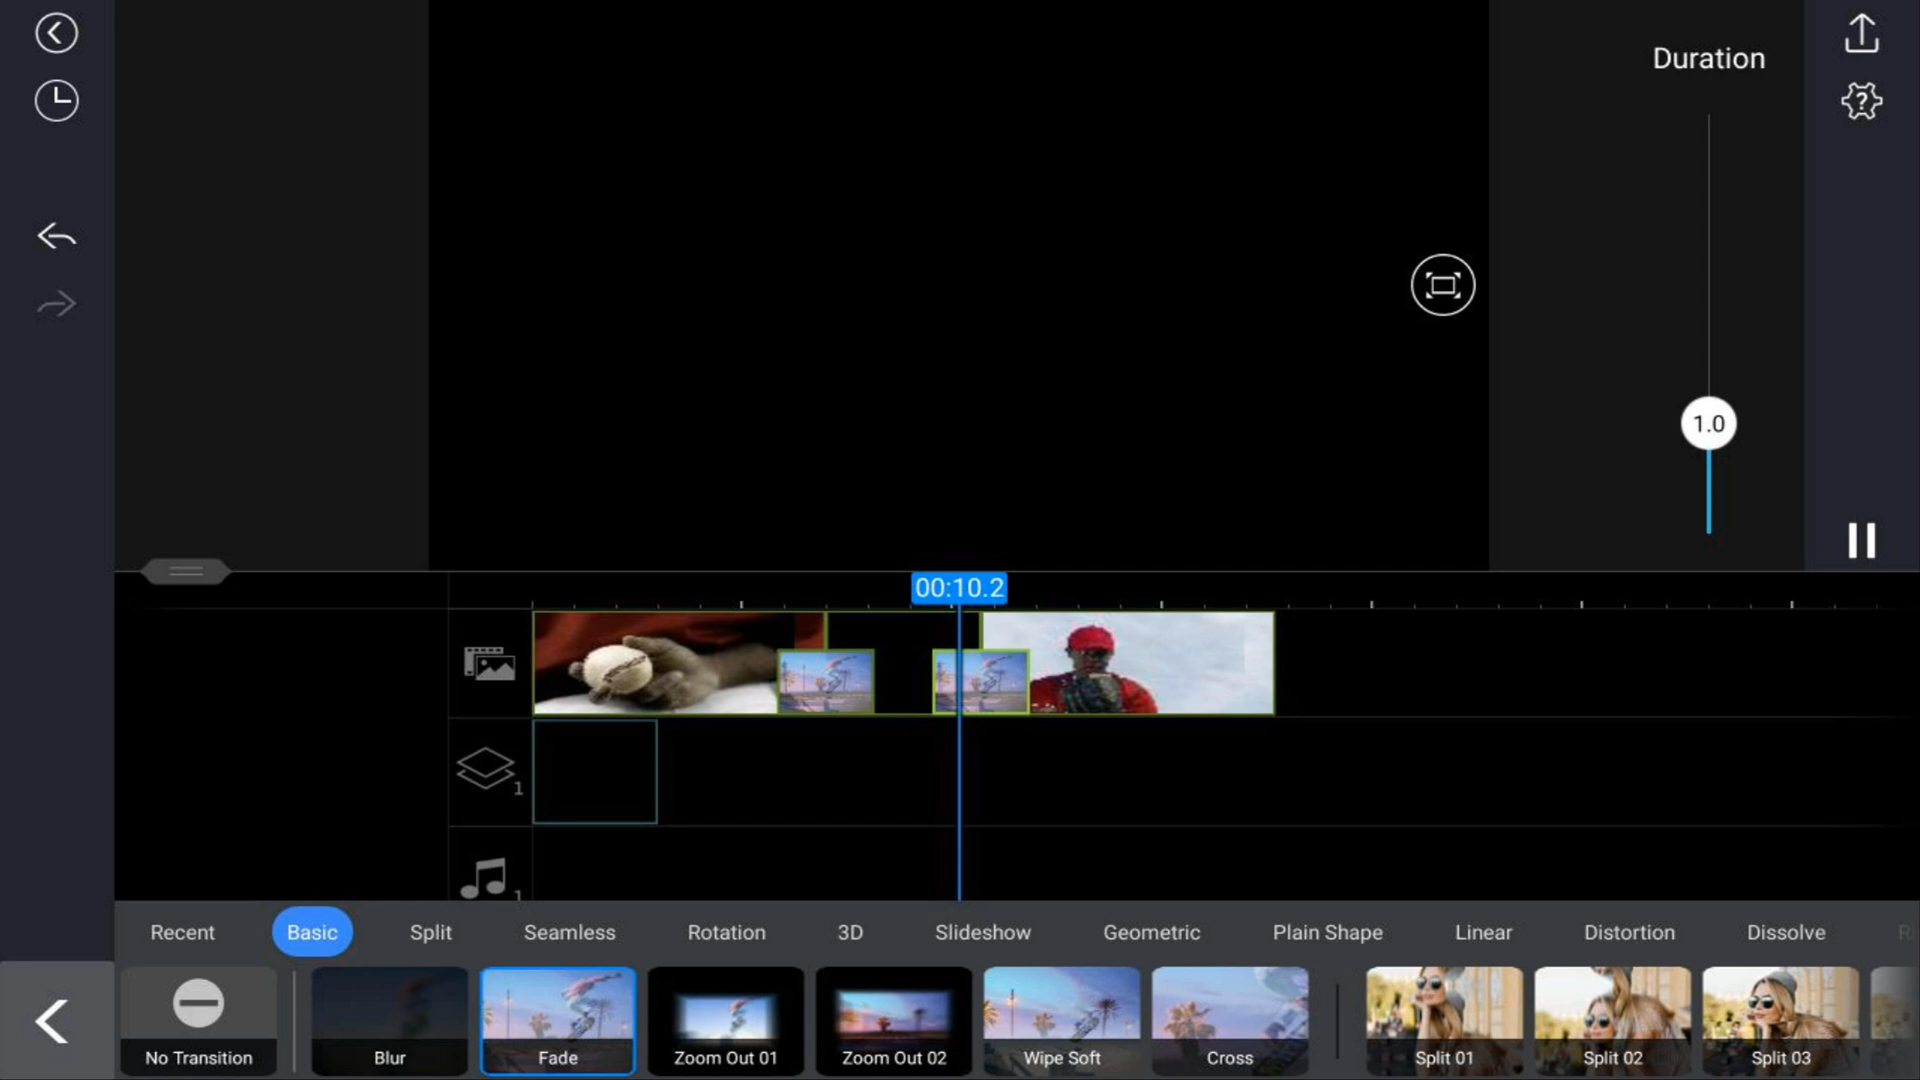 Duration
1.0
00:10.2
1
1
Recent Basic Split Seamless Rotation 3D Slideshow Geometric Plain Shape Linear Distortion Dissolve
No Transition Blur Fade Zoom Out 01 Zoom Out 02 Wipe Soft Cross Split 01 Split 02 Split 03